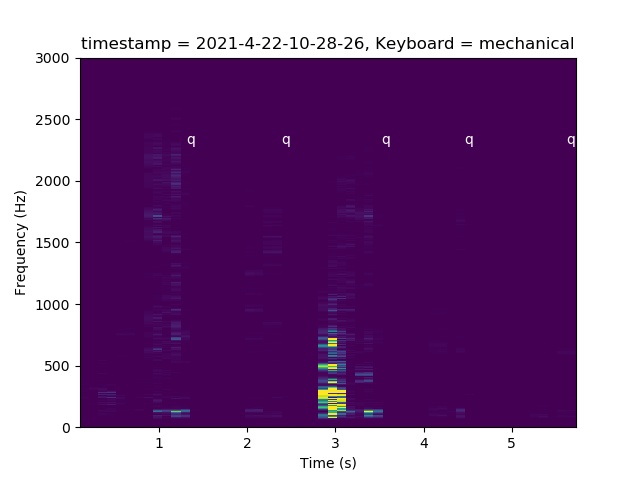 timestamp = 2021-4-22-10-28-26, Keyboard = mechanical
3000
2500
q q q q q
2000
1500
1000
500
0
Frequency (Hz)
1 2 3 4 5
Time (s)